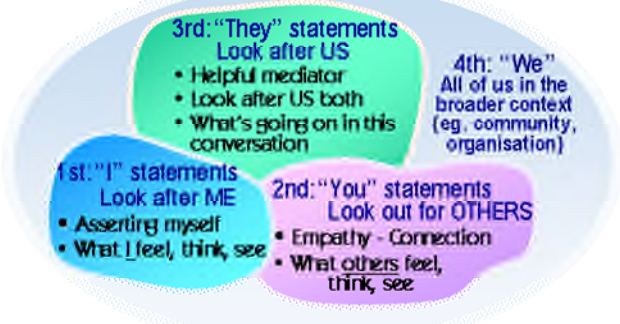 3rd: “They” statements
Look after US
• Helpful mediator
• Look after US both
• What's going on in this
conversation
4th: “We”
All of us in the
broader context
(eg, community,
organisation)
1st: “I” statements
Look after ME
• Asserting myself
• What I feel, think, see
2nd: “You” statements
Look out for OTHERS
• Empathy - Connection
• What others feel,
think, see